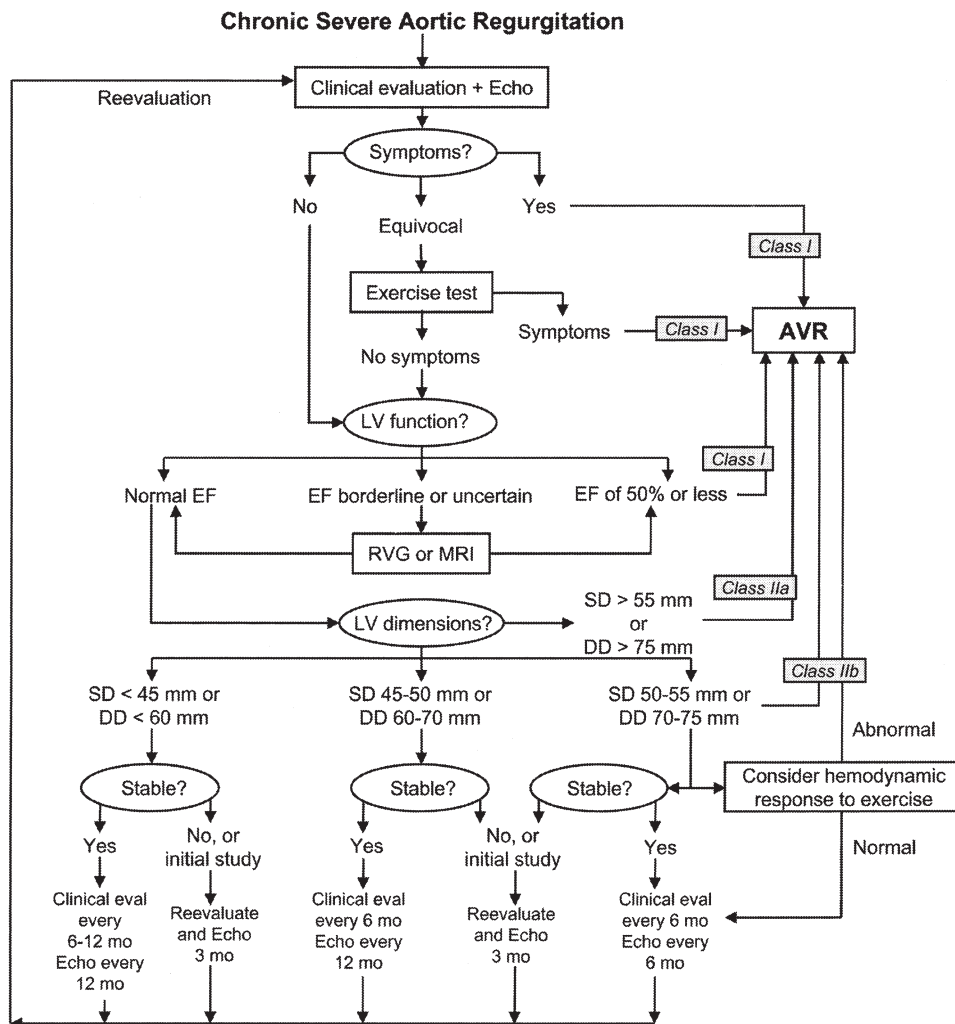 Chronic Severe Aortic Regurgitation
Reevaluation
Clinical evaluation + Echo
Symptoms?
No
Equivocal
Yes
Class I
Exercise test
Symptoms
Class I
AVR
No symptoms
LV function?
Class I
Normal EF
EF borderline or uncertain
EF of 50% or less
RVG or MRI
Class IIa
LV dimensions?
SD > 55 mm
or
DD > 75 mm
Class IIb
SD < 45 mm or
DD < 60 mm
SD 45-50 mm or
DD 60-70 mm
SD 50-55 mm or
DD 70-75 mm
Abnormal
Stable?
Stable?
Stable?
Consider hemodynamic
response to exercise
Yes
No, or
initial study
Yes
No, or
initial study
Yes
Normal
Clinical eval
every
6-12 mo
Echo every
12 mo
Reevaluate
and Echo
3 mo
Clinical eval
every 6 mo
Echo every
12 mo
Reevaluate
and Echo
3 mo
Clinical eval
every 6 mo
Echo every
6 mo